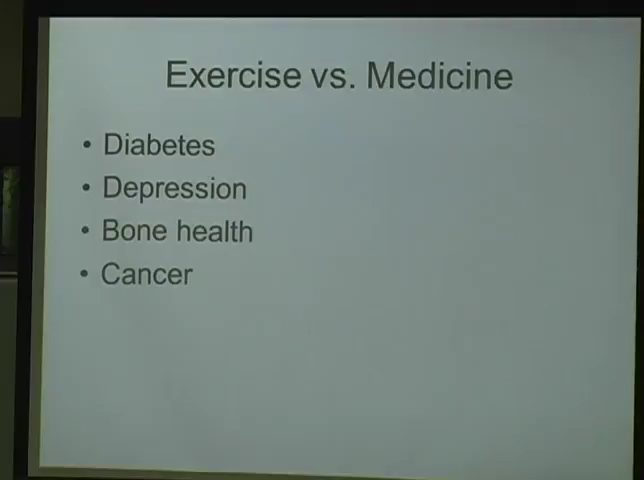 Exercise vs. Medicine
• Diabetes
• Depression
• Bone health
• Cancer